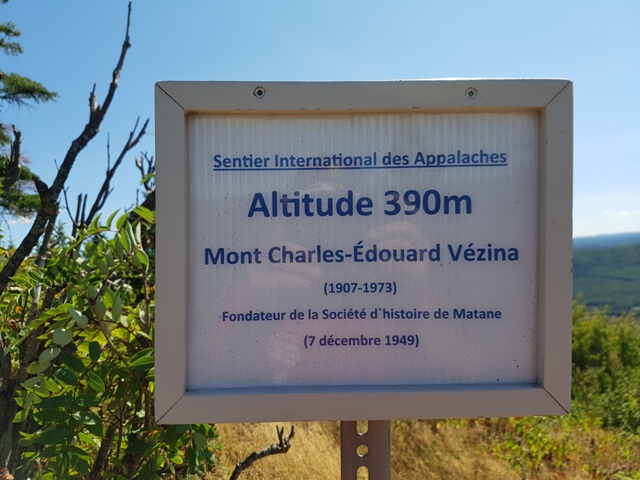 Sentier International des Appalaches
Altitude 390m
Mont Charles-Édouard Vézina
(1907-1973)
Fondateur de la Société d`histoire de Matane
(7 décembre 1949)